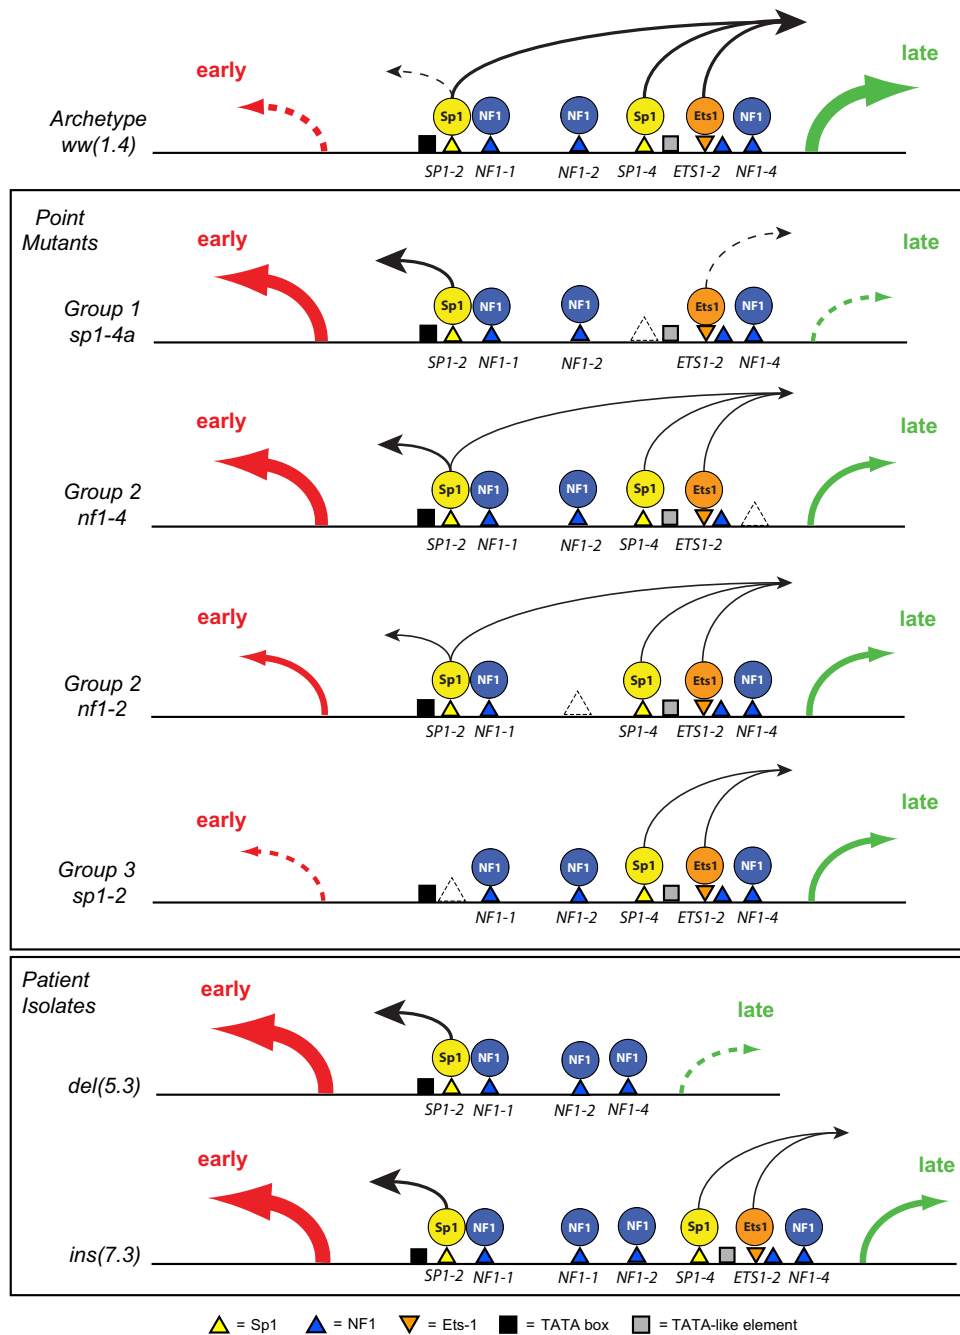 early
late
Archetype
ww(1.4)
Sp1 NF1 NF1 Sp1 Ets1 NF1
SP1-2 NF1-1 NF1-2 SP1-4 ETS1-2 NF1-4
Point
Mutants
early
late
Group 1
sp1-4a
Sp1 NF1 NF1 Ets1 NF1
SP1-2 NF1-1 NF1-2 ETS1-2 NF1-4
early
late
Group 2
nf1-4
Sp1 NF1 NF1 Sp1 Ets1
SP1-2 NF1-1 NF1-2 SP1-4 ETS1-2
early
late
Group 2
nf1-2
Sp1 NF1 Sp1 Ets1 NF1
SP1-2 NF1-1 SP1-4 ETS1-2 NF1-4
early
late
Group 3
sp1-2
NF1 NF1 Sp1 Ets1 NF1
NF1-1 NF1-2 SP1-4 ETS1-2 NF1-4
Patient
Isolates
early
late
del(5.3)
Sp1 NF1 NF1 NF1
SP1-2 NF1-1 NF1-2 NF1-4
early
late
ins(7.3)
Sp1 NF1 NF1 NF1 Sp1 Ets1 NF1
SP1-2 NF1-1 NF1-1 NF1-2 SP1-4 ETS1-2 NF1-4
= Sp1 = NF1 = Ets-1 = TATA box = TATA-like element